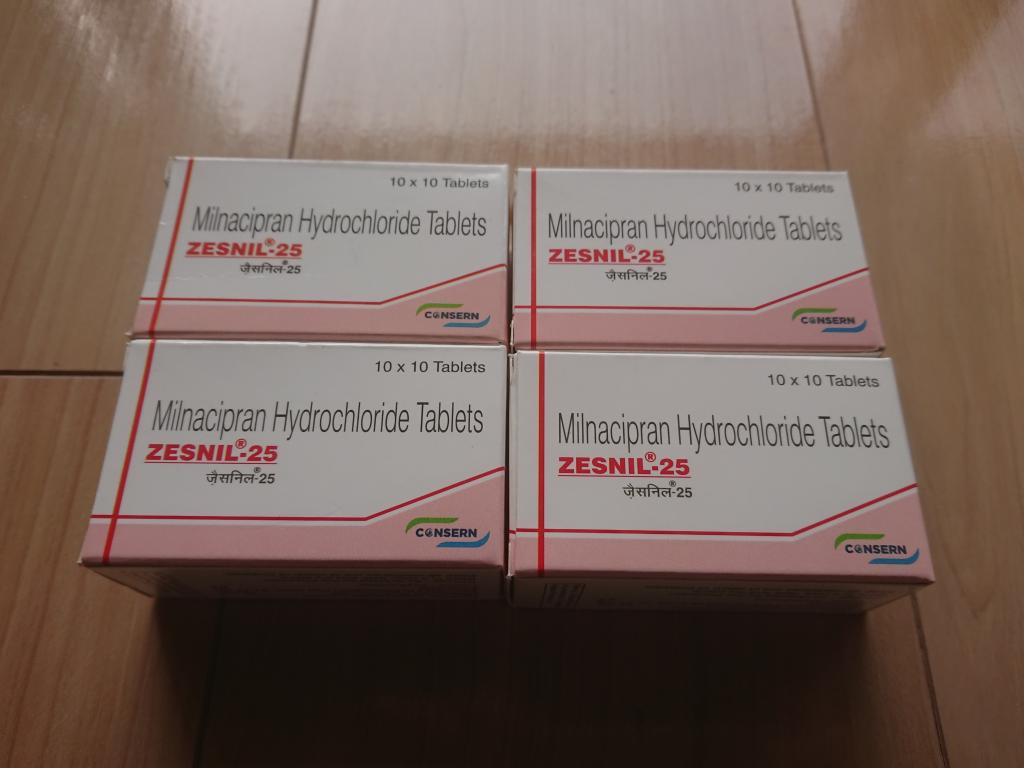 10 x 10 Tablets
Milnacipran Hydrochloride Tablets
ZESNIL®-25
ज़ैसनिल®-25
CONSERN
10 x 10 Tablets
Milnacipran Hydrochloride Tablets
ZESNIL®-25
ज़ैसनिल®-25
CONSERN
10 x 10 Tablets
Milnacipran Hydrochloride Tablets
ZESNIL®-25
ज़ैसनिल®-25
CONSERN
10 x 10 Tablets
Milnacipran Hydrochloride Tablets
ZESNIL®-25
ज़ैसनिल®-25
CONSERN